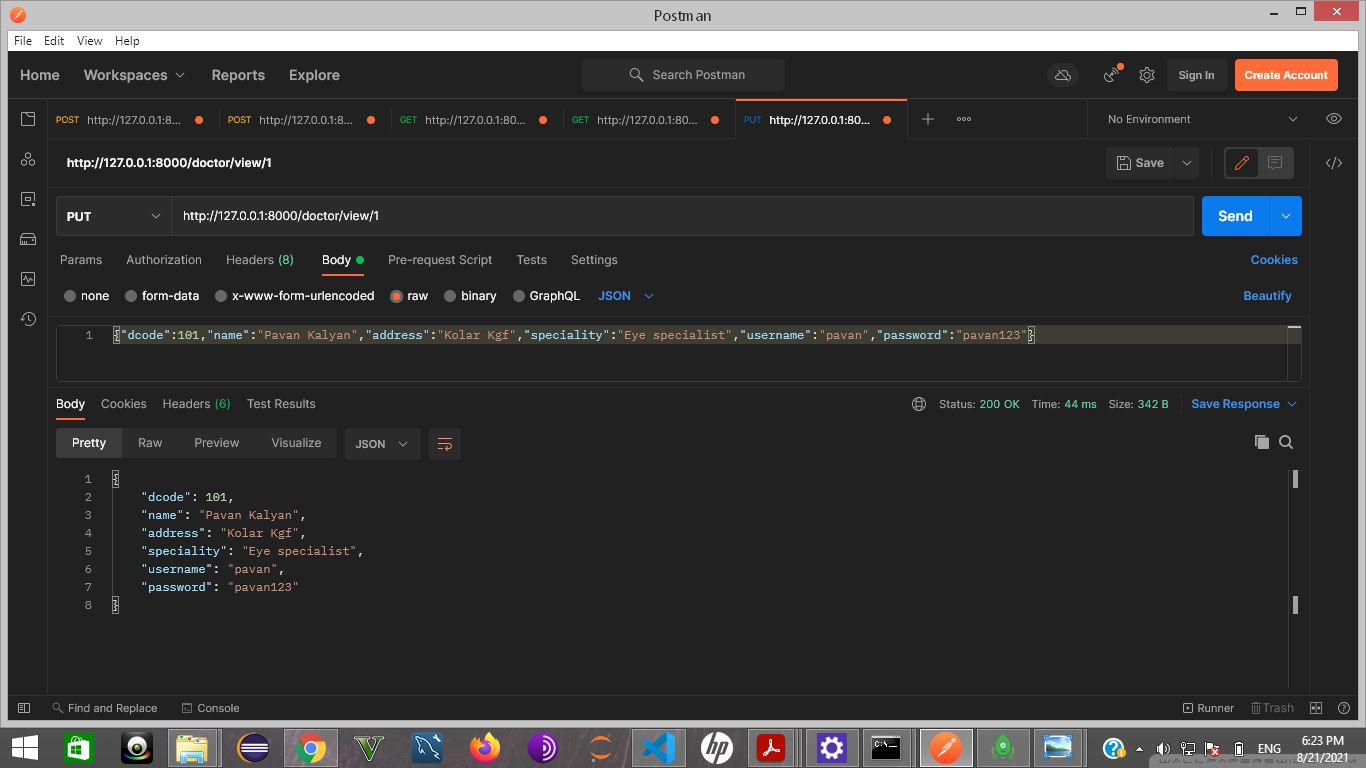 Postman
File Edit View Help
Home Workspaces Reports Explore Search Postman Sign In Create Account
POST http://127.0.0.1:8... POST http://127.0.0.1:8... GET http://127.0.0.1:80... GET http://127.0.0.1:80... PUT http://127.0.0.1:80... No Environment
http://127.0.0.1:8000/doctor/view/1 Save
PUT http://127.0.0.1:8000/doctor/view/1 Send
Params Authorization Headers (8) Body Pre-request Script Tests Settings Cookies
none form-data x-www-form-urlencoded raw binary GraphQL JSON Beautify
1 {"dcode":101,"name":"Pavan Kalyan","address":"Kolar Kgf","speciality":"Eye specialist","username":"pavan","password":"pavan123"}
Body Cookies Headers (6) Test Results Status: 200 OK Time: 44 ms Size: 342 B Save Response
Pretty Raw Preview Visualize JSON
1 {
2 "dcode": 101,
3 "name": "Pavan Kalyan",
4 "address": "Kolar Kgf",
5 "speciality": "Eye specialist",
6 "username": "pavan",
7 "password": "pavan123"
8 }
Find and Replace Console Runner Trash
ENG 6:23 PM
8/21/2021